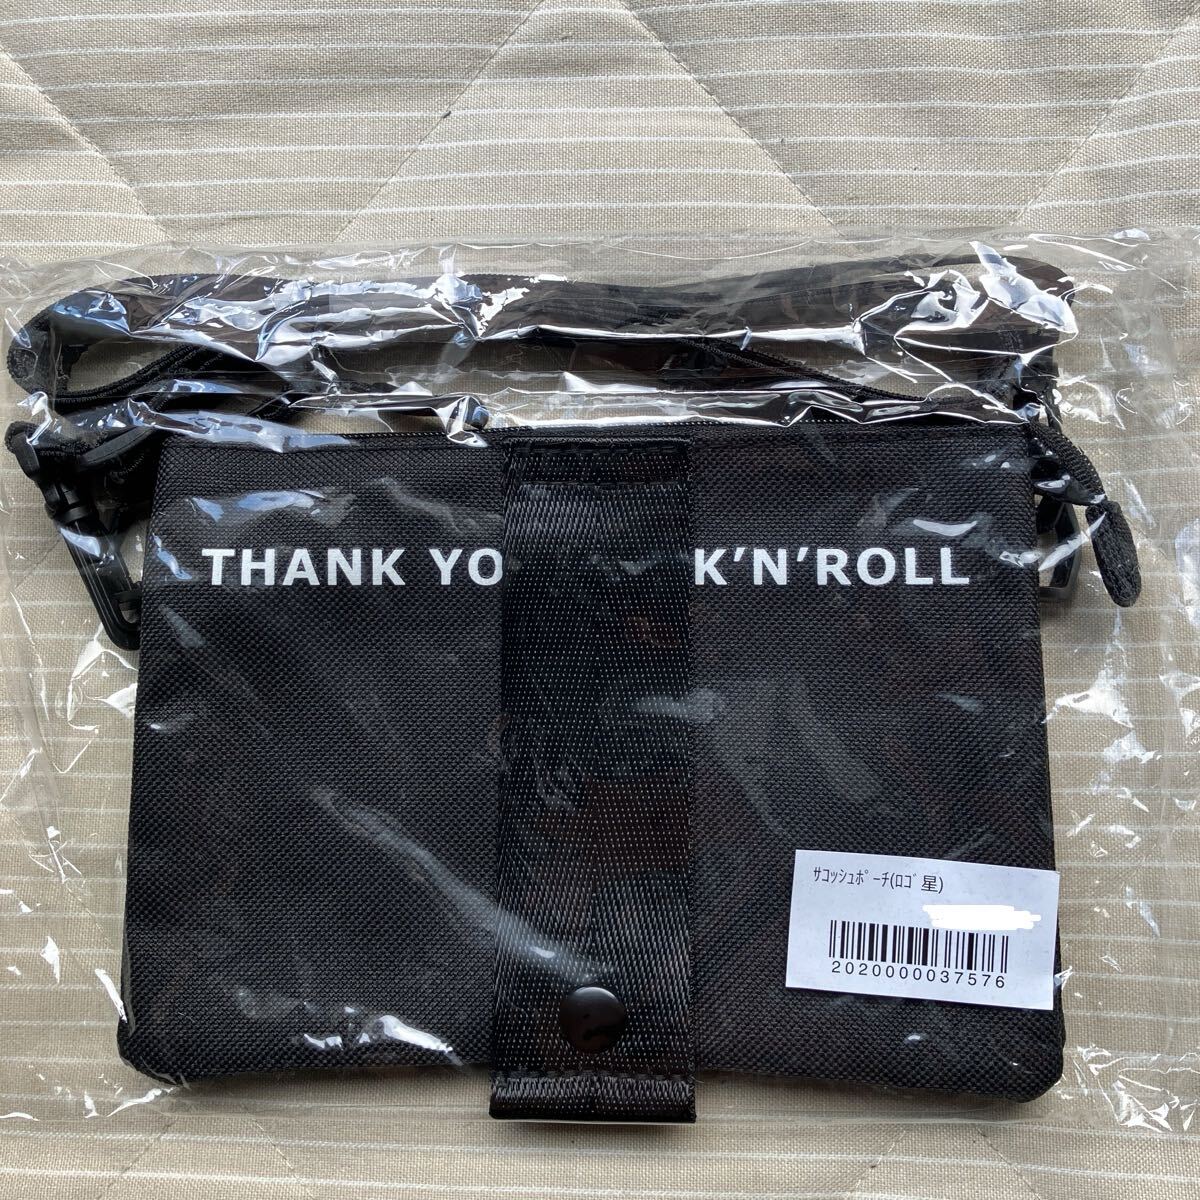 THANK YO K'N'ROLL
ｻｺｯｼｭﾎﾟｰﾁ(ﾛｺﾞ星)
2020000037576